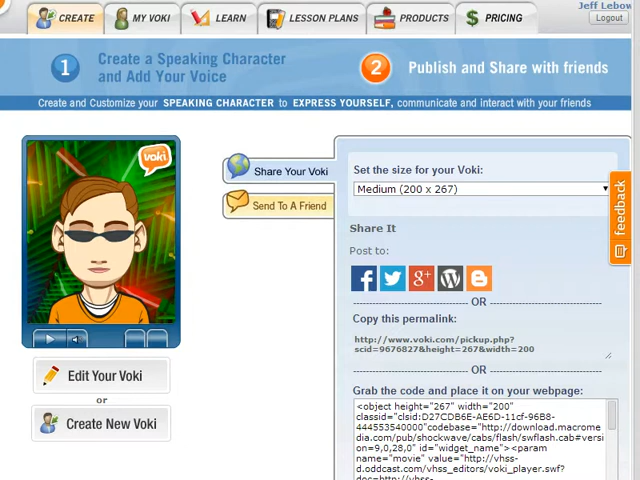 Jeff Lebow
CREATE
MY VOKI
LEARN
LESSON PLANS
PRODUCTS
$ PRICING
Logout
1 Create a Speaking Character
and Add Your Voice
2 Publish and Share with friends
Create and Customize your SPEAKING CHARACTER to EXPRESS YOURSELF, communicate and interact with your friends
voki
Share Your Voki
Send To A Friend
Set the size for your Voki:
Medium (200 x 267)
feedback
Share It
Post to:
OR
Copy this permalink:
http://www.voki.com/pickup.php?
scid=9676827&height=267&width=200
OR
Grab the code and place it on your webpage:
<object height="267" width="200"
classid="clsid:D27CDB6E-AE6D-11cf-96B8-
444553540000"codebase="http://download.macrome
dia.com/pub/shockwave/cabs/flash/swflash.cab#versi
on=9,0,28,0" id="widget_name"><param
name="movie" value="http://vhss-
d.oddcast.com/vhss_editors/voki_player.swf?
Edit Your Voki
or
Create New Voki